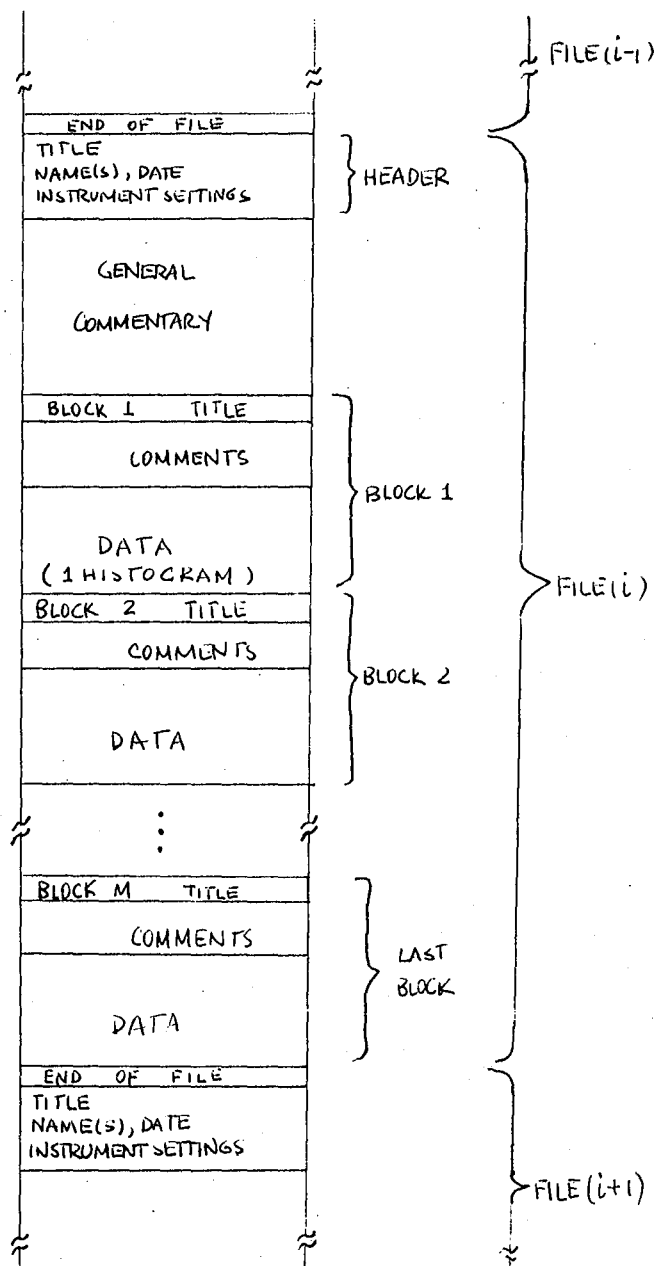 FILE(i-1)
END OF FILE
TITLE
NAME(S), DATE
INSTRUMENT SETTINGS
HEADER
GENERAL
COMMENTARY
BLOCK 1 TITLE
COMMENTS
DATA
(1 HISTOGRAM)
BLOCK 1
FILE(i)
BLOCK 2 TITLE
COMMENTS
DATA
BLOCK 2
BLOCK M TITLE
COMMENTS
DATA
LAST
BLOCK
END OF FILE
TITLE
NAME(S), DATE
INSTRUMENT SETTINGS
FILE(i+1)